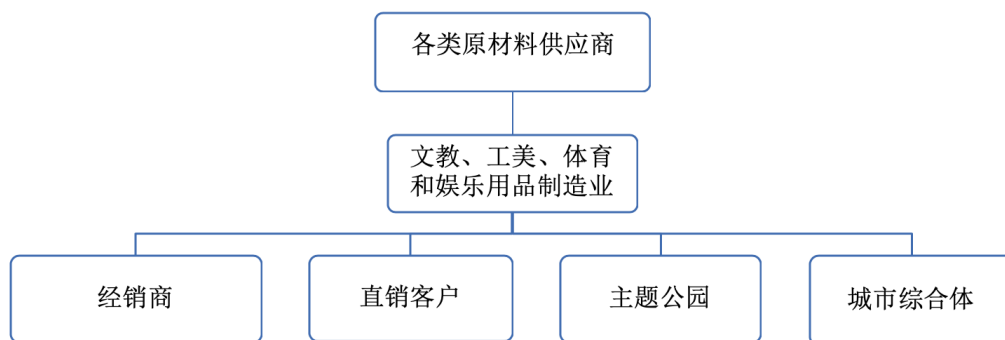 各类原材料供应商
文教、工美、体育
和娱乐用品制造业
经销商
直销客户
主题公园
城市综合体